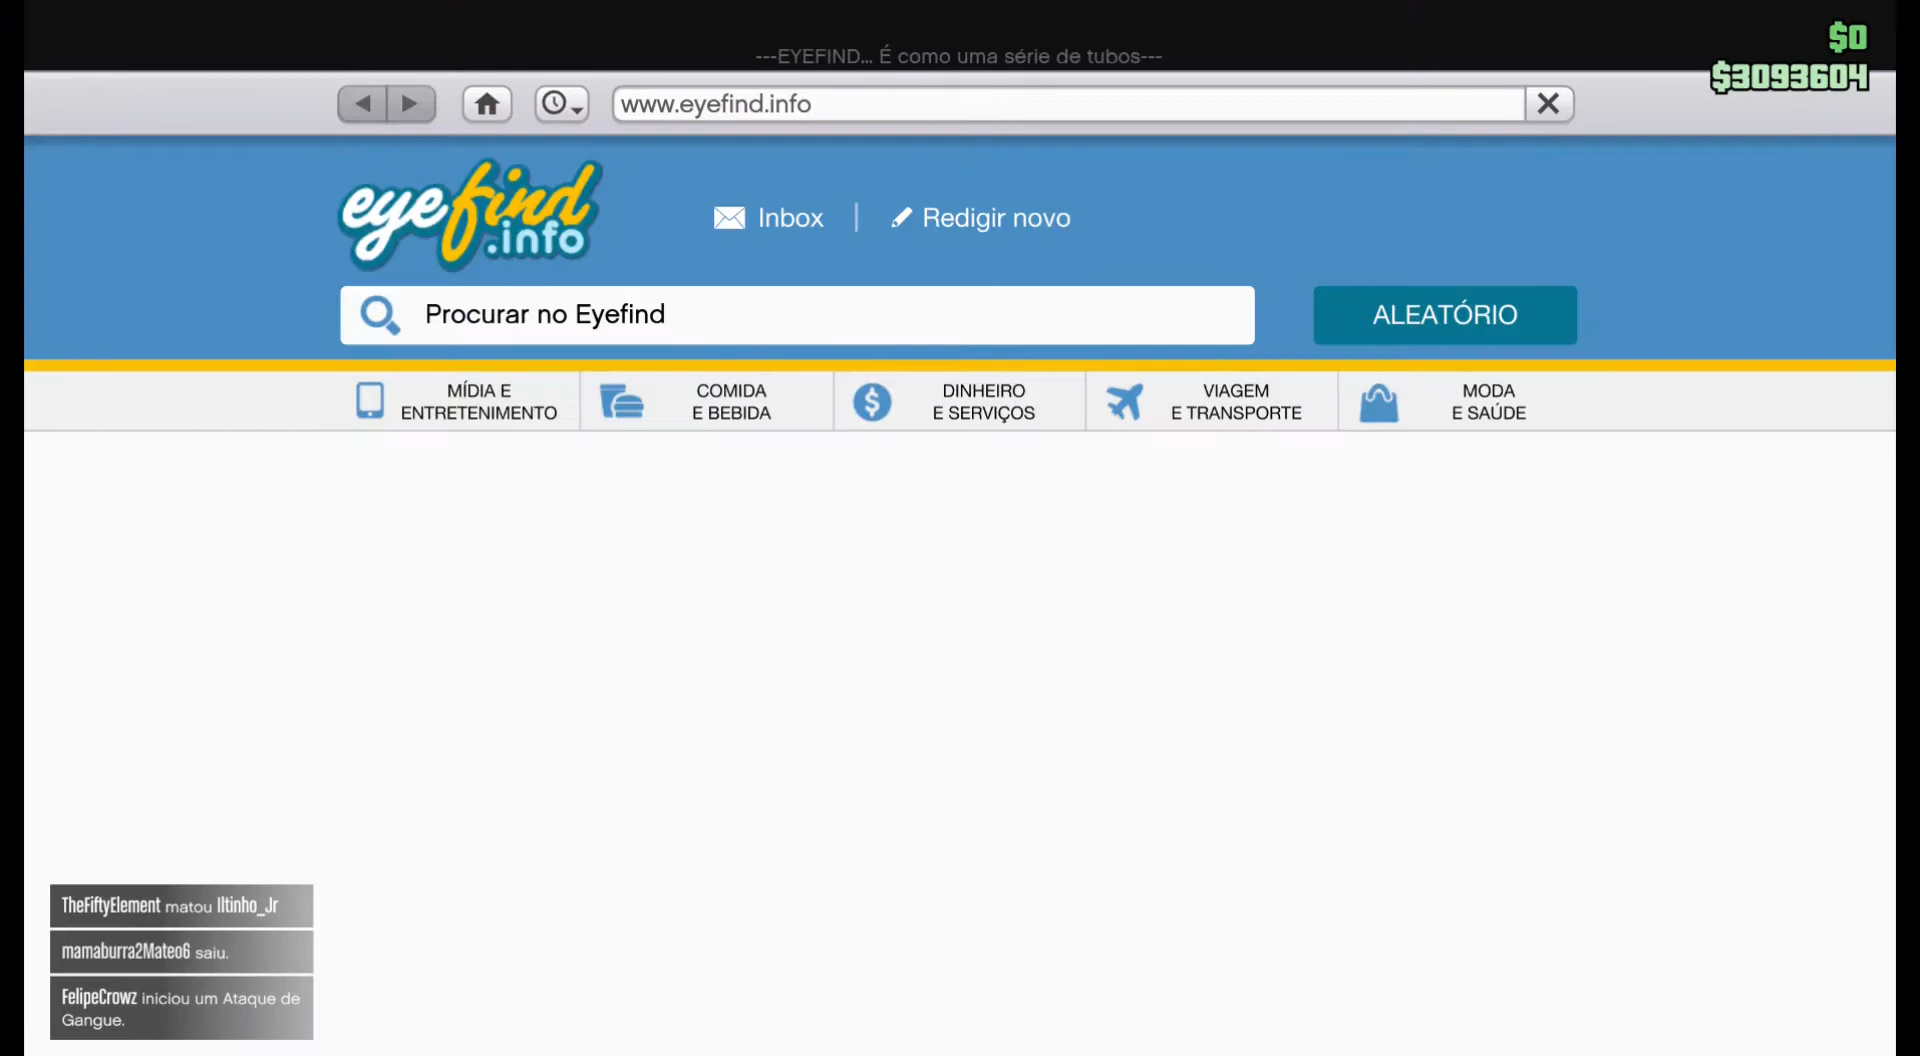 $0
---EYEFIND... É como uma série de tubos---
$3093604
www.eyefind.info
eyefind
.info
Inbox | Redigir novo
Procurar no Eyefind
ALEATÓRIO
MÍDIA E
ENTRETENIMENTO
COMIDA
E BEBIDA
DINHEIRO
E SERVIÇOS
VIAGEM
E TRANSPORTE
MODA
E SAÚDE
TheFiftyElement matou Iltinho_Jr
mamaburra2Mateo6 saiu.
FelipeCrowz iniciou um Ataque de
Gangue.